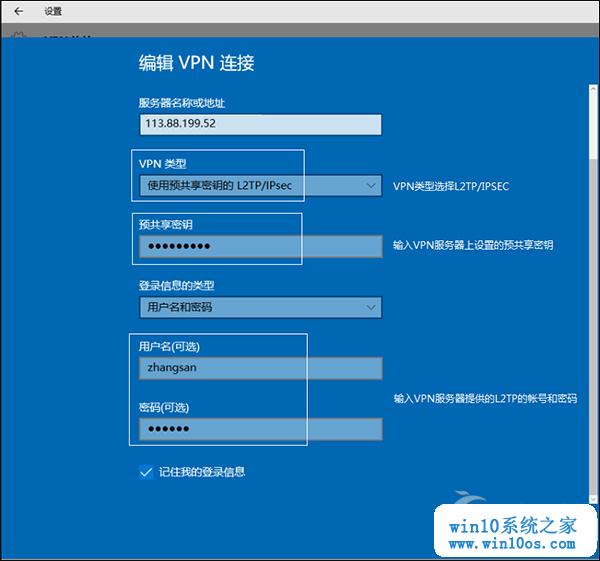 设置
编辑 VPN 连接
服务器名称或地址
113.88.199.52
VPN 类型
使用预共享密钥的 L2TP/IPsec
VPN类型选择L2TP/IPSEC
预共享密钥
●●●●●●●●●
输入VPN服务器上设置的预共享密钥
登录信息的类型
用户名和密码
用户名(可选)
zhangsan
输入VPN服务器提供的L2TP的帐号和密码
密码(可选)
●●●●●●
记住我的登录信息
win10系统之家
www.win10os.com